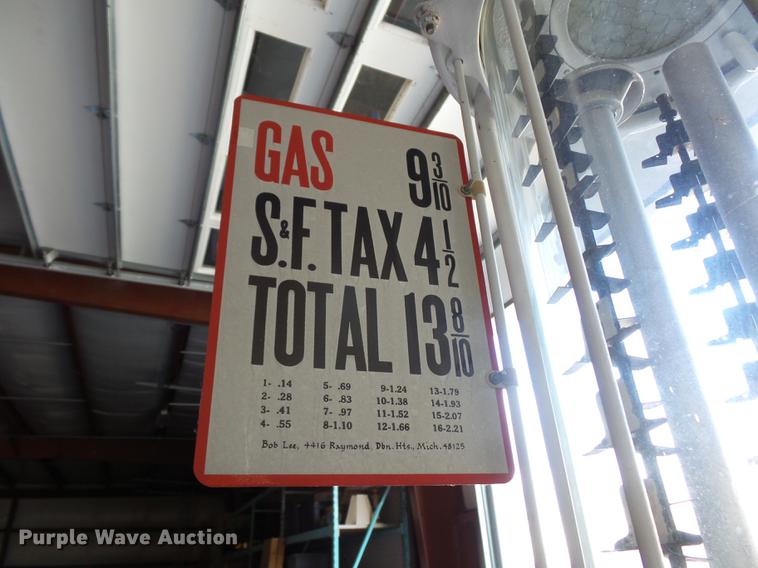 GAS 9 3/10
S.&F. TAX 4 1/2
TOTAL 13 8/10
1- .14 5- .69 9-1.24 13-1.79
2- .28 6- .83 10-1.38 14-1.93
3- .41 7- .97 11-1.52 15-2.07
4- .55 8-1.10 12-1.66 16-2.21
Bob Lee, 4416 Raymond, Dbn. Hts., Mich. 48125
Purple Wave Auction